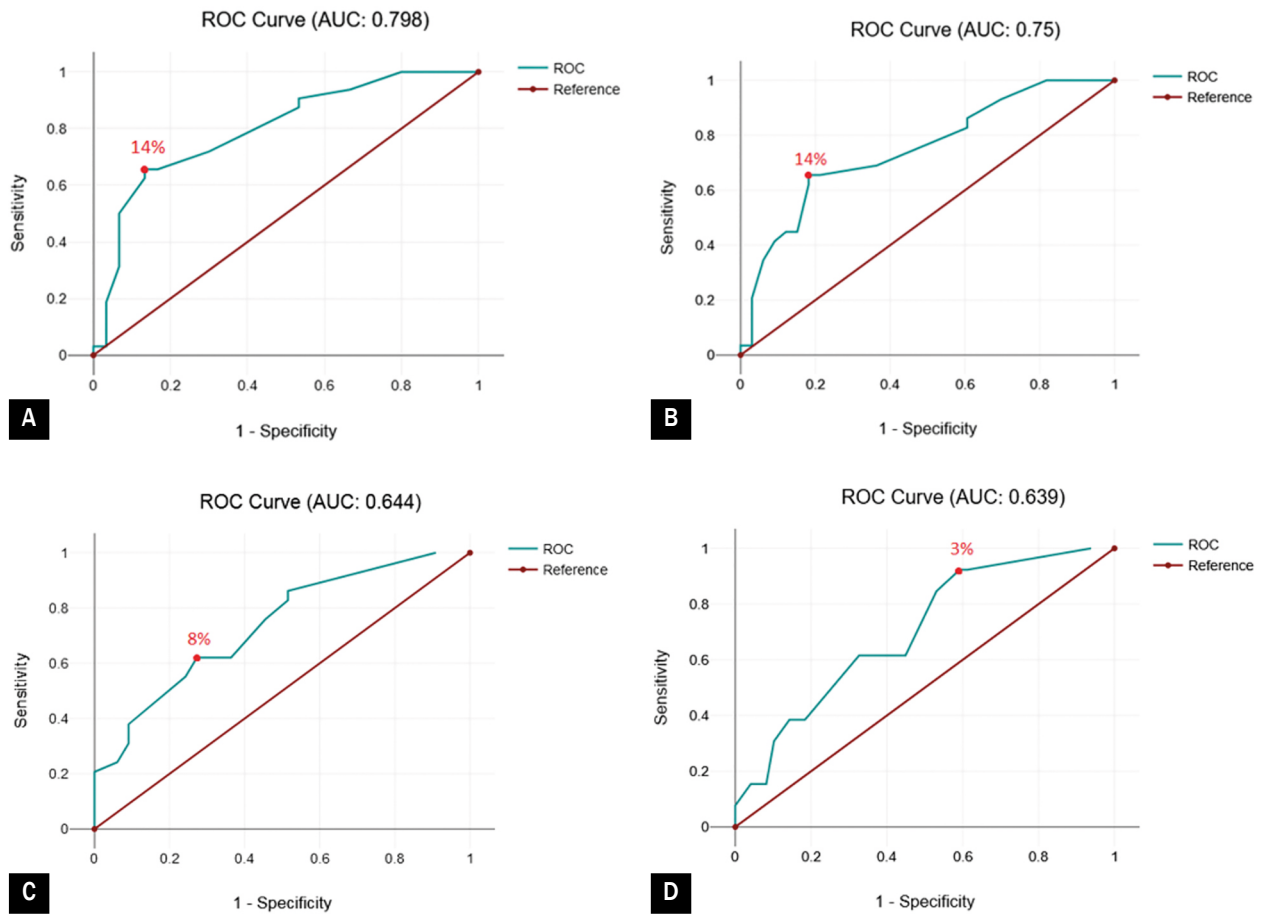 ROC Curve (AUC: 0.798)
ROC
Reference
14%
Sensitivity
1
0.8
0.6
0.4
0.2
0
0 0.2 0.4 0.6 0.8 1
1 - Specificity
A
ROC Curve (AUC: 0.75)
ROC
Reference
14%
Sensitivity
1
0.8
0.6
0.4
0.2
0
0 0.2 0.4 0.6 0.8 1
1 - Specificity
B
ROC Curve (AUC: 0.644)
ROC
Reference
8%
Sensitivity
1
0.8
0.6
0.4
0.2
0
0 0.2 0.4 0.6 0.8 1
1 - Specificity
C
ROC Curve (AUC: 0.639)
ROC
Reference
3%
Sensitivity
1
0.8
0.6
0.4
0.2
0
0 0.2 0.4 0.6 0.8 1
1 - Specificity
D